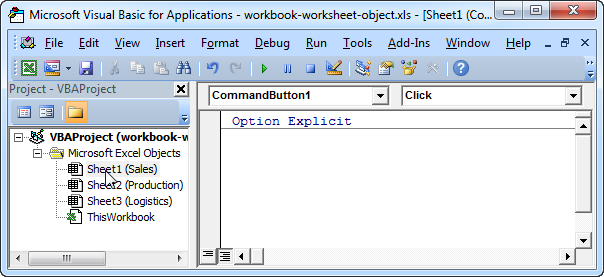 Microsoft Visual Basic for Applications - workbook-worksheet-object.xls - [Sheet1 (Co...
File Edit View Insert Format Debug Run Tools Add-Ins Window Help
Project - VBAProject
VBAProject (workbook-w
Microsoft Excel Objects
Sheet1 (Sales)
Sheet2 (Production)
Sheet3 (Logistics)
ThisWorkbook
CommandButton1 Click
Option Explicit